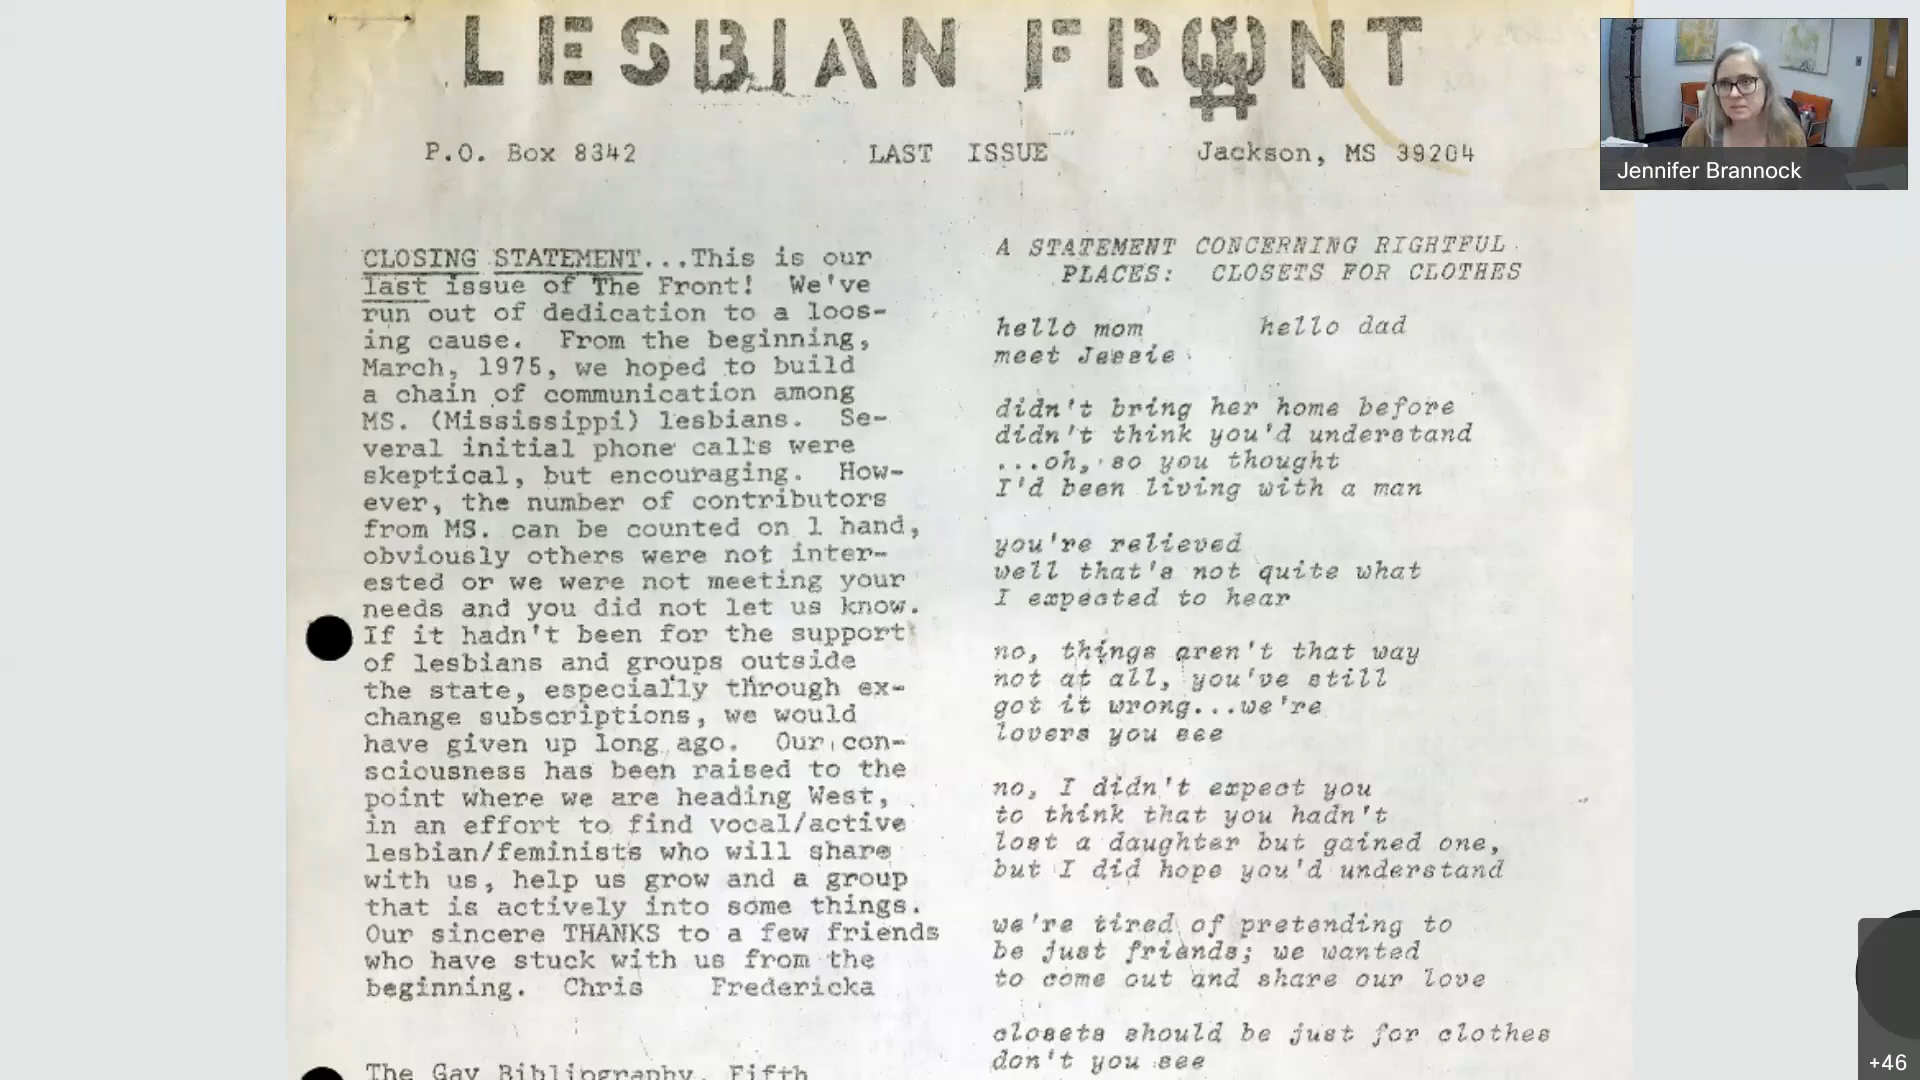 LESBIAN FRONT
P.O. Box 8342 LAST ISSUE Jackson, MS 39204
CLOSING STATEMENT...This is our
last issue of The Front! We've
run out of dedication to a loos-
ing cause. From the beginning,
March, 1975, we hoped to build
a chain of communication among
MS. (Mississippi) lesbians. Se-
veral initial phone calls were
skeptical, but encouraging. How-
ever, the number of contributors
from MS. can be counted on 1 hand,
obviously others were not inter-
ested or we were not meeting your
needs and you did not let us know.
If it hadn't been for the support
of lesbians and groups outside
the state, especially through ex-
change subscriptions, we would
have given up long ago. Our con-
sciousness has been raised to the
point where we are heading West,
in an effort to find vocal/active
lesbian/feminists who will share
with us, help us grow and a group
that is actively into some things.
Our sincere THANKS to a few friends
who have stuck with us from the
beginning. Chris Fredericka
The Gay Bibliography, Fifth
A STATEMENT CONCERNING RIGHTFUL
PLACES: CLOSETS FOR CLOTHES
hello mom hello dad
meet Jessie
didn't bring her home before
didn't think you'd understand
...oh, so you thought
I'd been living with a man
you're relieved
well that's not quite what
I expected to hear
no, things aren't that way
not at all, you've still
got it wrong...we're
lovers you see
no, I didn't expect you
to think that you hadn't
lost a daughter but gained one,
but I did hope you'd understand
we're tired of pretending to
be just friends; we wanted
to come out and share our love
closets should be just for clothes
don't you see
Jennifer Brannock
+46